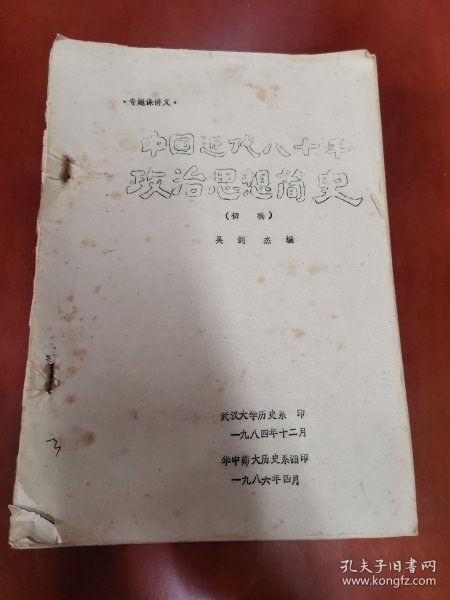 ·专题课讲义·
中国近代八十年
政治思想简史
(初稿)
吴剑杰编
武汉大学历史系 印
一九八四年十二月
华中师大历史系翻印
一九八六年四月
3
孔夫子旧书网
www.kongfz.com